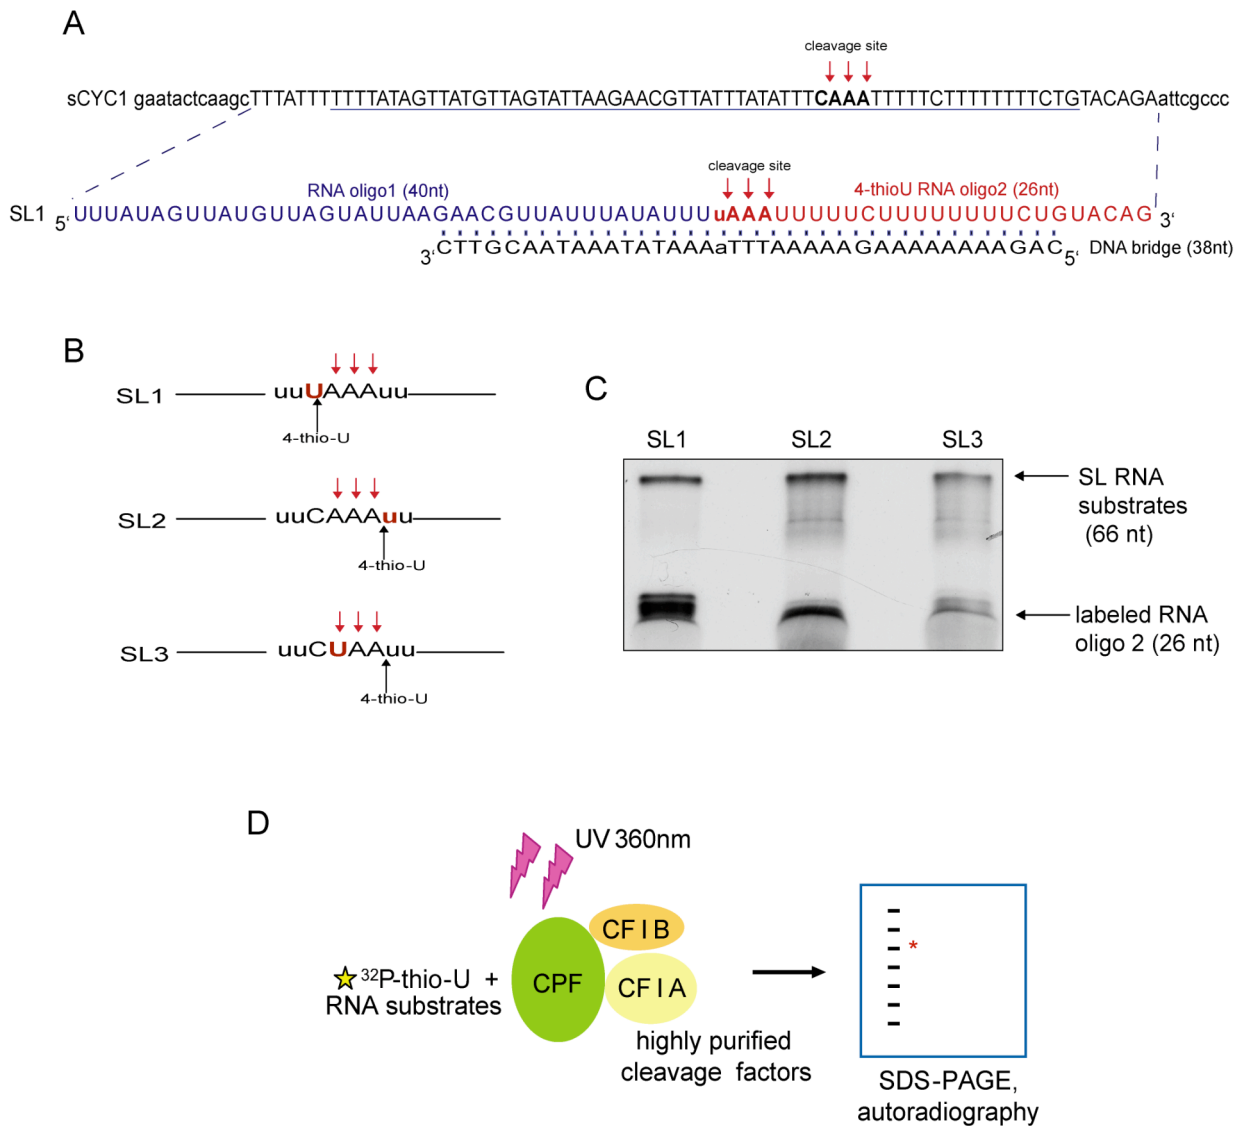 A
cleavage site
sCYC1 gaatactcaagcTTTATTTTTTTATAGTTATGTTAGTATTAAGAACGTTATTTATATTTCAAATTTTTCTTTTTTTTCTGTACAGAattcgccc
cleavage site
RNA oligo1 (40nt)
4-thioU RNA oligo2 (26nt)
SL1 5' UUUAUAGUUAUGUUAGUAUUAAGAACGUUAUUUAUAUUU uAAAUUUUUCUUUUUUUUCUGUACAG 3'
3' CTTGCAATAAATATAAAaTTTAAAAAGAAAAAAAAGAC 5' DNA bridge (38nt)
B
SL1 uuUAAAuu
4-thio-U
SL2 uuCAAAuu
4-thio-U
SL3 uuCUAAuu
4-thio-U
C
SL1 SL2 SL3
SL RNA
substrates
(66 nt)
labeled RNA
oligo 2 (26 nt)
D
UV 360nm
CF I B
32P-thio-U +
RNA substrates
CPF
CF I A
highly purified
cleavage factors
*
SDS-PAGE,
autoradiography